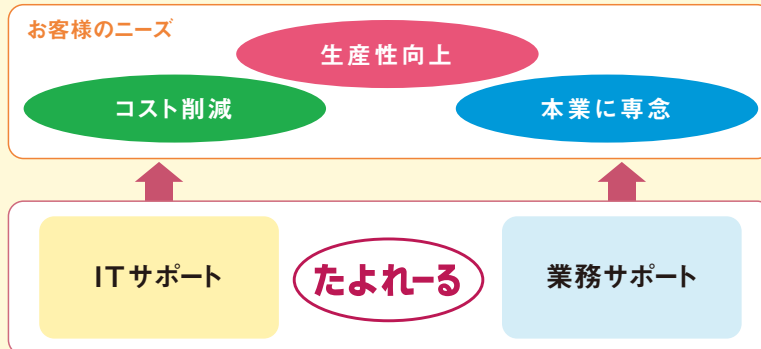 お客様のニーズ
生産性向上
コスト削減
本業に専念
ITサポート
たよれーる
業務サポート